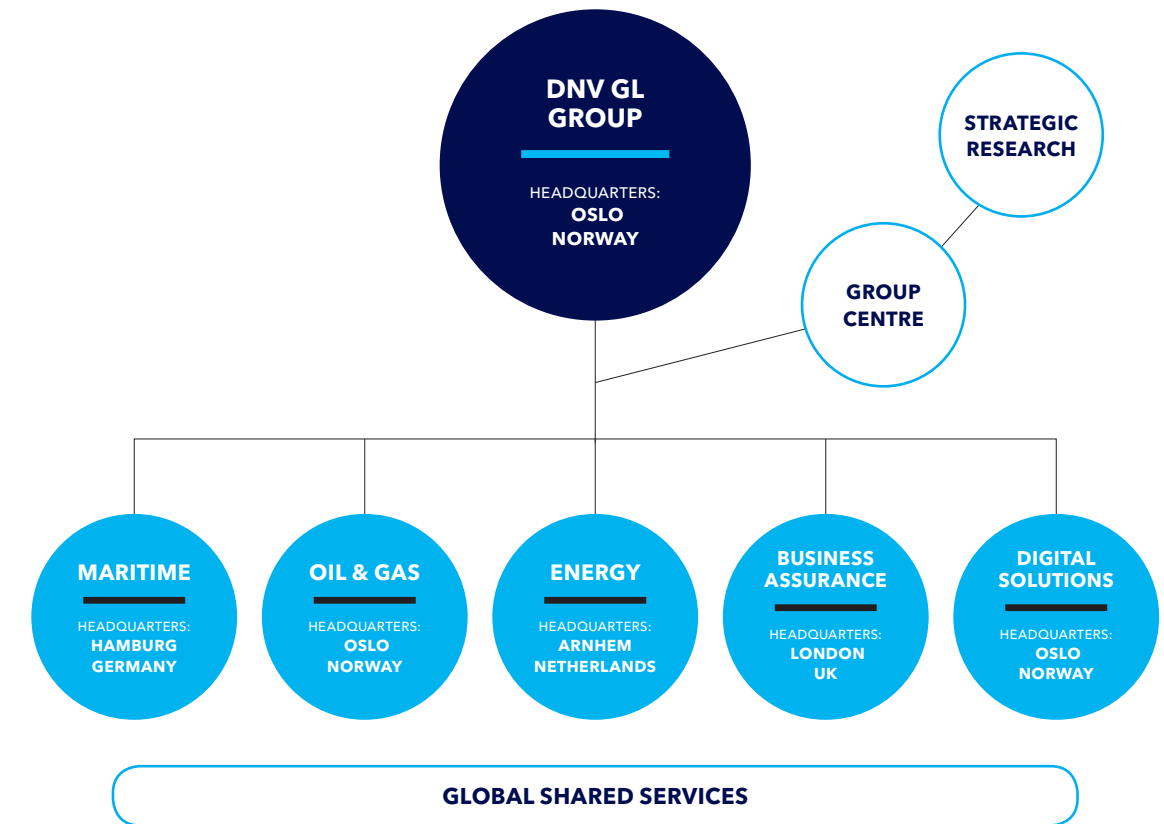 DNV GL
GROUP
HEADQUARTERS:
OSLO
NORWAY
STRATEGIC
RESEARCH
GROUP
CENTRE
MARITIME
HEADQUARTERS:
HAMBURG
GERMANY
OIL & GAS
HEADQUARTERS:
OSLO
NORWAY
ENERGY
HEADQUARTERS:
ARNHEM
NETHERLANDS
BUSINESS
ASSURANCE
HEADQUARTERS:
LONDON
UK
DIGITAL
SOLUTIONS
HEADQUARTERS:
OSLO
NORWAY
GLOBAL SHARED SERVICES